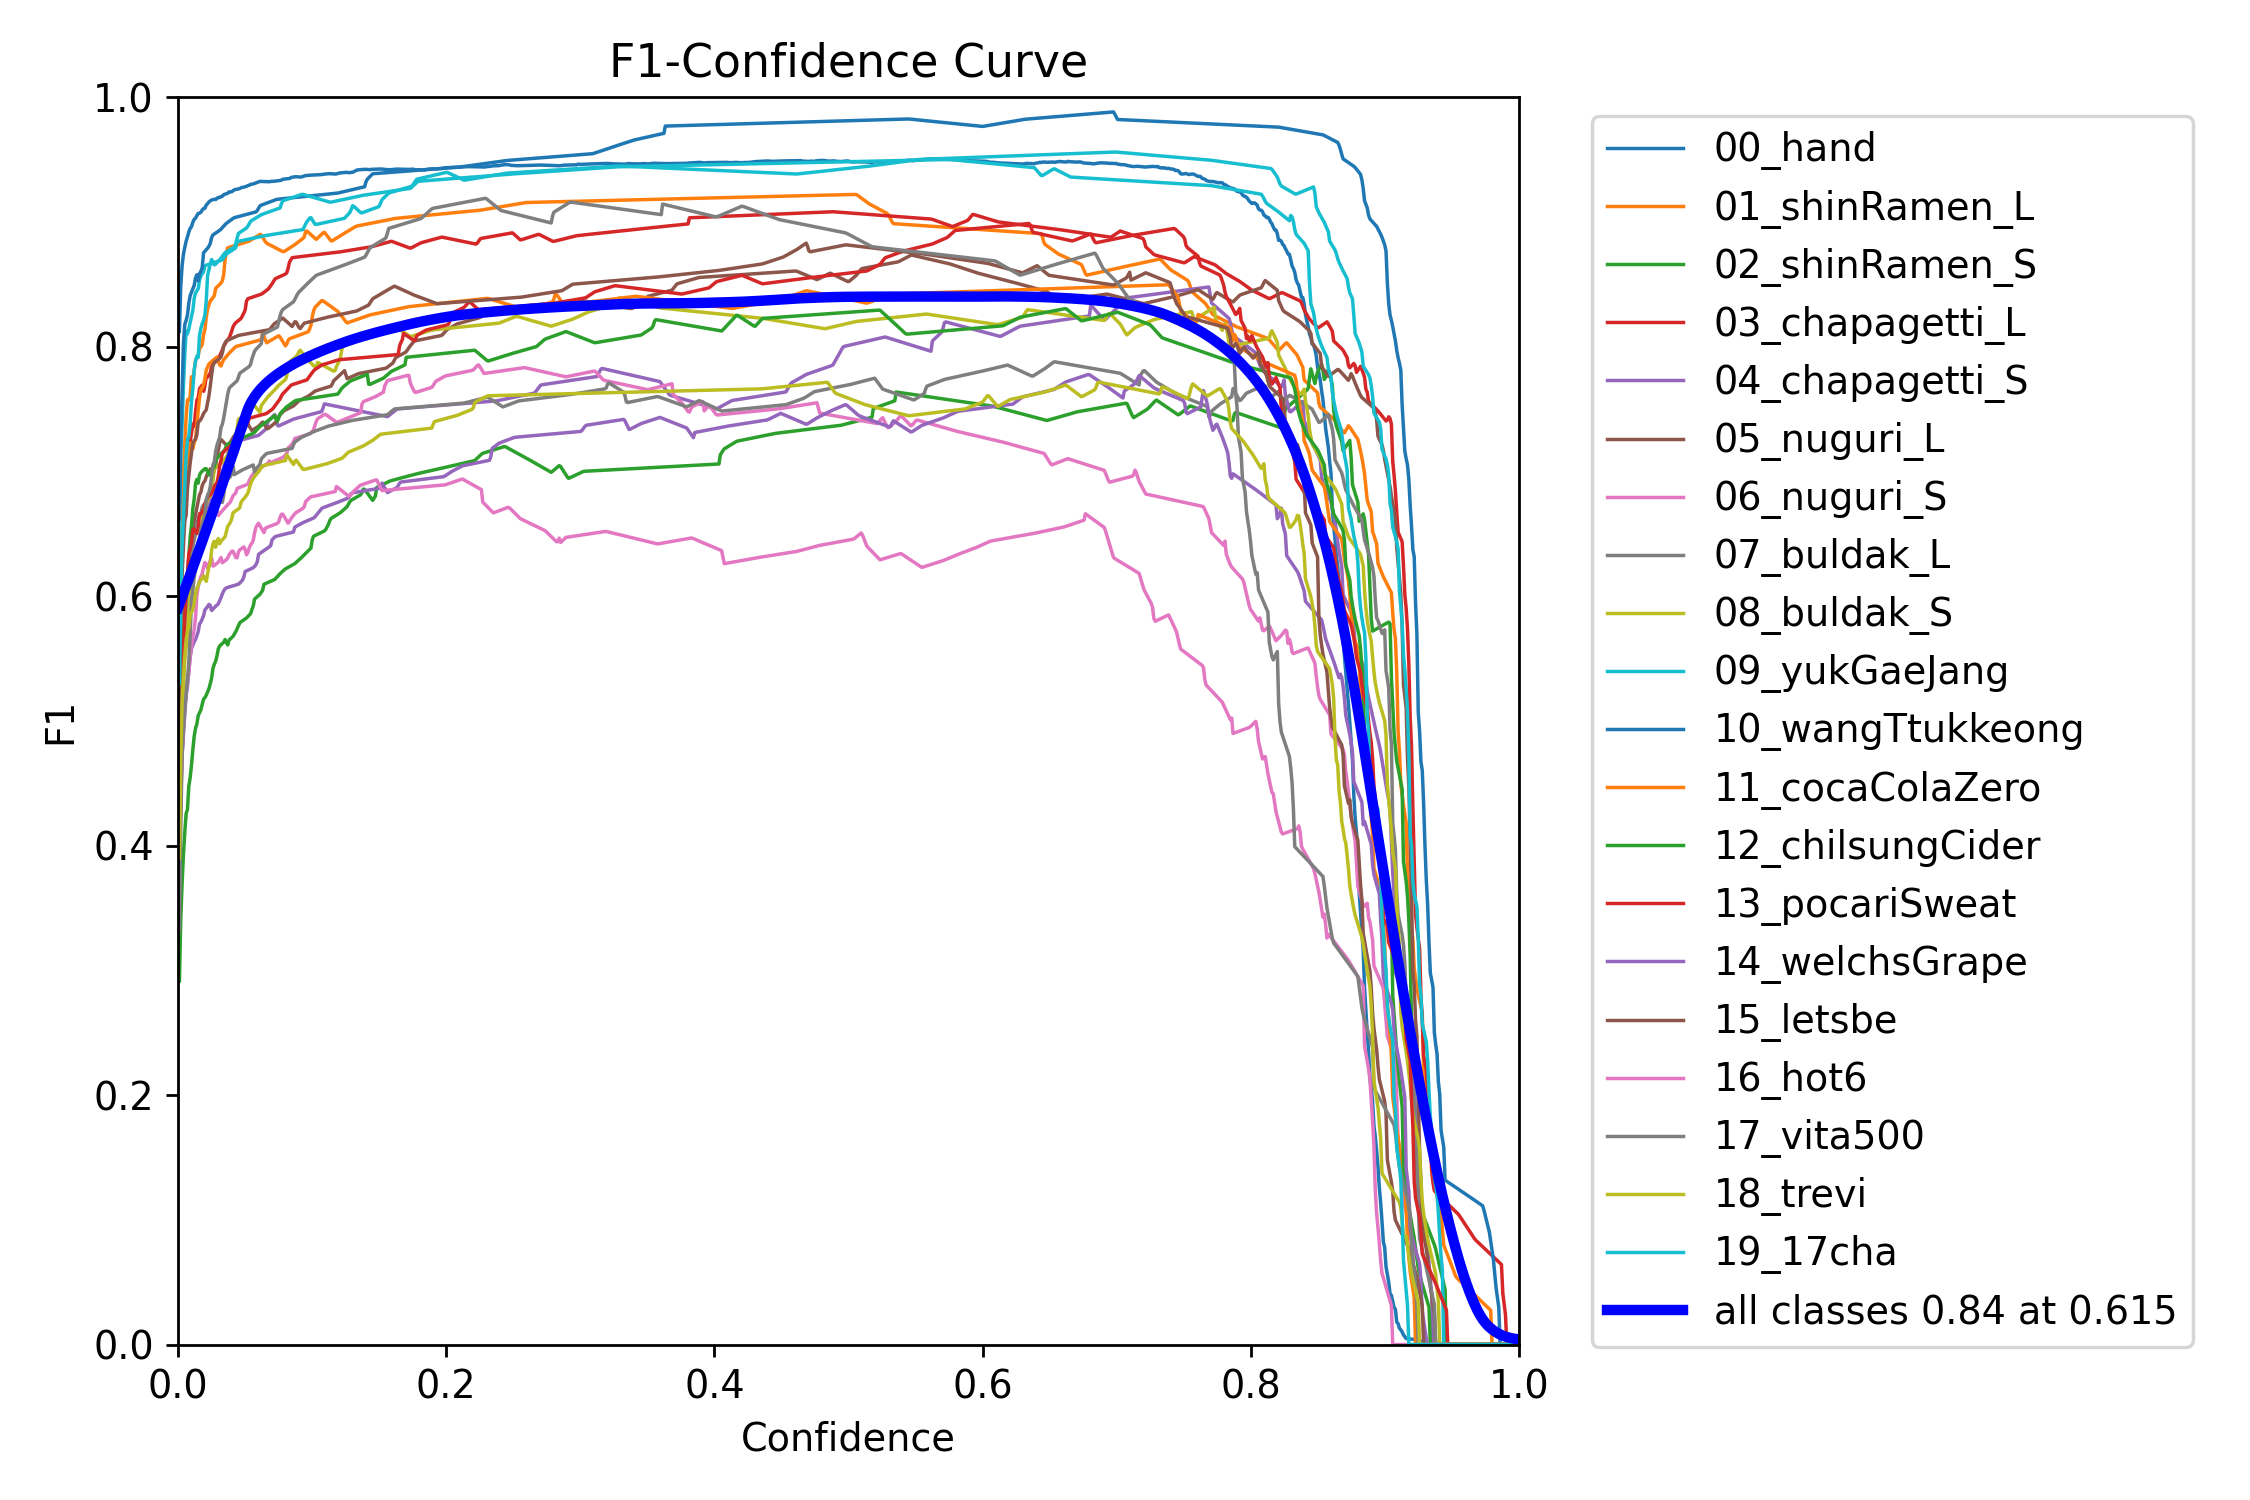 F1-Confidence Curve
1.0
0.8
0.6
0.4
0.2
0.0
F1
0.0 0.2 0.4 0.6 0.8 1.0
Confidence
00_hand
01_shinRamen_L
02_shinRamen_S
03_chapagetti_L
04_chapagetti_S
05_nuguri_L
06_nuguri_S
07_buldak_L
08_buldak_S
09_yukGaeJang
10_wangTtukkeong
11_cocaColaZero
12_chilsungCider
13_pocariSweat
14_welchsGrape
15_letsbe
16_hot6
17_vita500
18_trevi
19_17cha
all classes 0.84 at 0.615